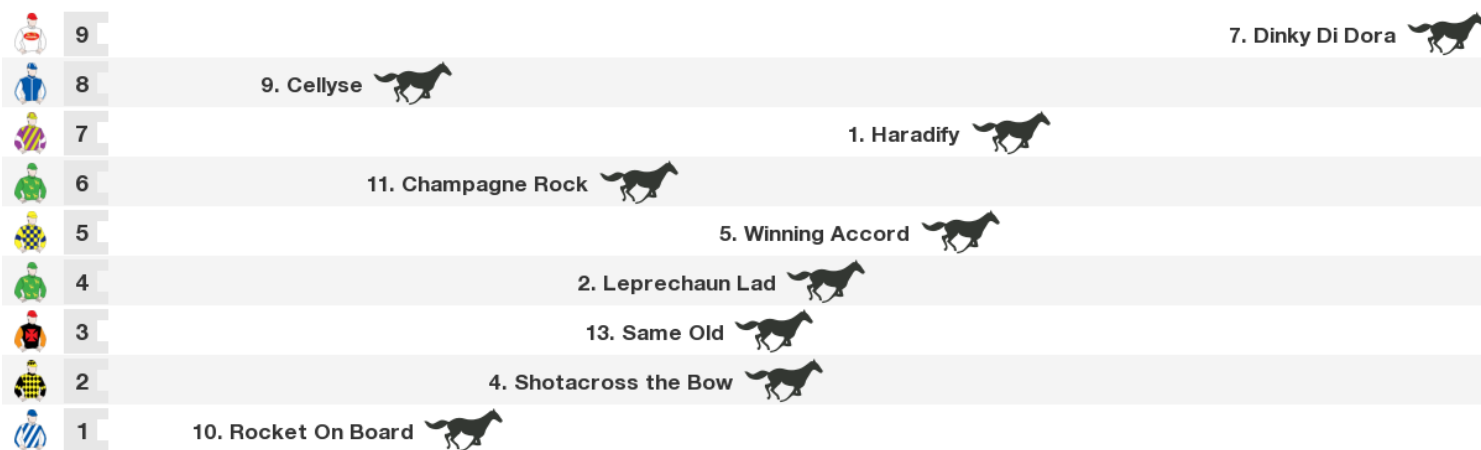 9 7. Dinky Di Dora
8 9. Cellyse
7 1. Haradify
6 11. Champagne Rock
5 5. Winning Accord
4 2. Leprechaun Lad
3 13. Same Old
2 4. Shotacross the Bow
1 10. Rocket On Board